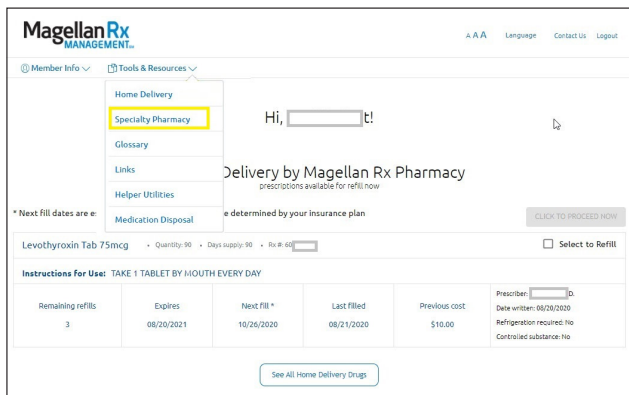 Magellan Rx
MANAGEMENT
A A A Language Contact Us Logout
Member Info Tools & Resources
Home Delivery
Specialty Pharmacy
Glossary
Links
Helper Utilities
Medication Disposal
Hi, t!
Delivery by Magellan Rx Pharmacy
prescriptions available for refill now
* Next fill dates are e determined by your insurance plan
CLICK TO PROCEED NOW
Levothyroxin Tab 75mcg • Quantity: 90 • Days supply: 90 • Rx #: 60
Select to Refill
Instructions for Use: TAKE 1 TABLET BY MOUTH EVERY DAY
Remaining refills Expires Next fill * Last filled Previous cost
3 08/20/2021 10/26/2020 08/21/2020 $10.00
Prescriber: D.
Date written: 08/20/2020
Refrigeration required: No
Controlled substance: No
See All Home Delivery Drugs